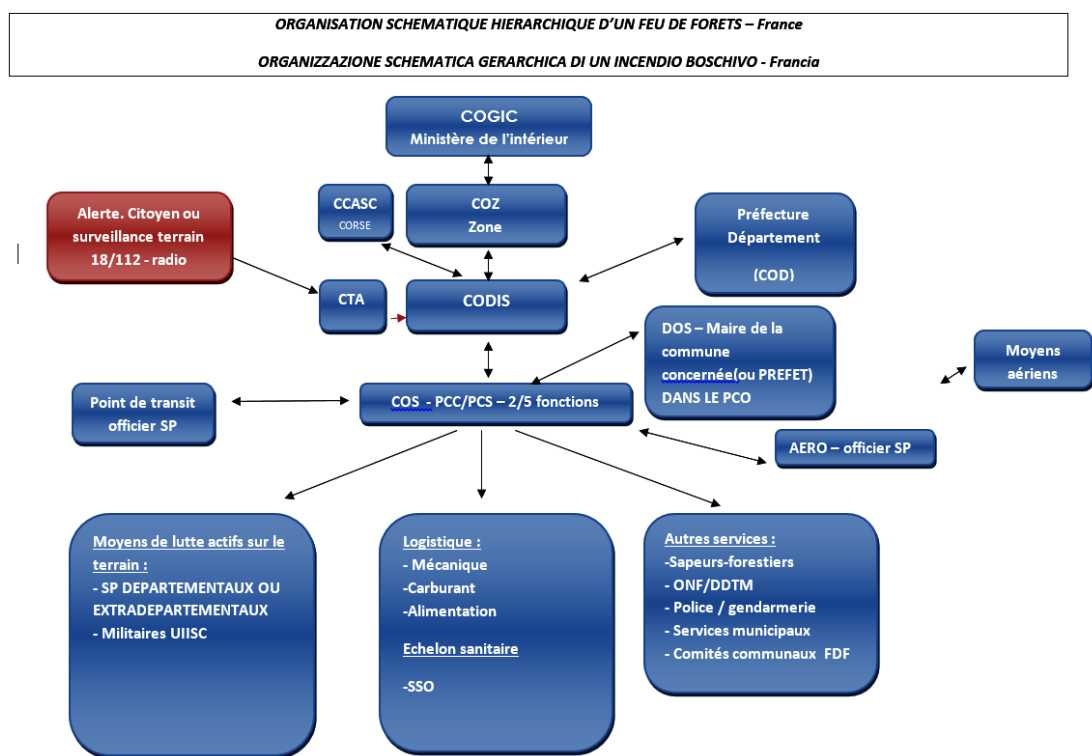 ORGANISATION SCHEMATIQUE HIERARCHIQUE D'UN FEU DE FORETS – France
ORGANIZZAZIONE SCHEMATICA GERARCHICA DI UN INCENDIO BOSCHIVO - Francia
COGIC
Ministère de l'intérieur
Alerte. Citoyen ou
surveillance terrain
18/112 - radio
CCASC
CORSE
COZ
Zone
Préfecture
Département
(COD)
CTA
CODIS
DOS – Maire de la
commune
concernée(ou PREFET)
DANS LE PCO
Moyens
aériens
Point de transit
officier SP
COS - PCC/PCS – 2/5 fonctions
AERO – officier SP
Moyens de lutte actifs sur le
terrain :
- SP DEPARTEMENTAUX OU
EXTRADEPARTEMENTAUX
- Militaires UIISC
Logistique :
- Mécanique
-Carburant
-Alimentation
Echelon sanitaire
-SSO
Autres services :
-Sapeurs-forestiers
- ONF/DDTM
- Police / gendarmerie
- Services municipaux
- Comités communaux FDF